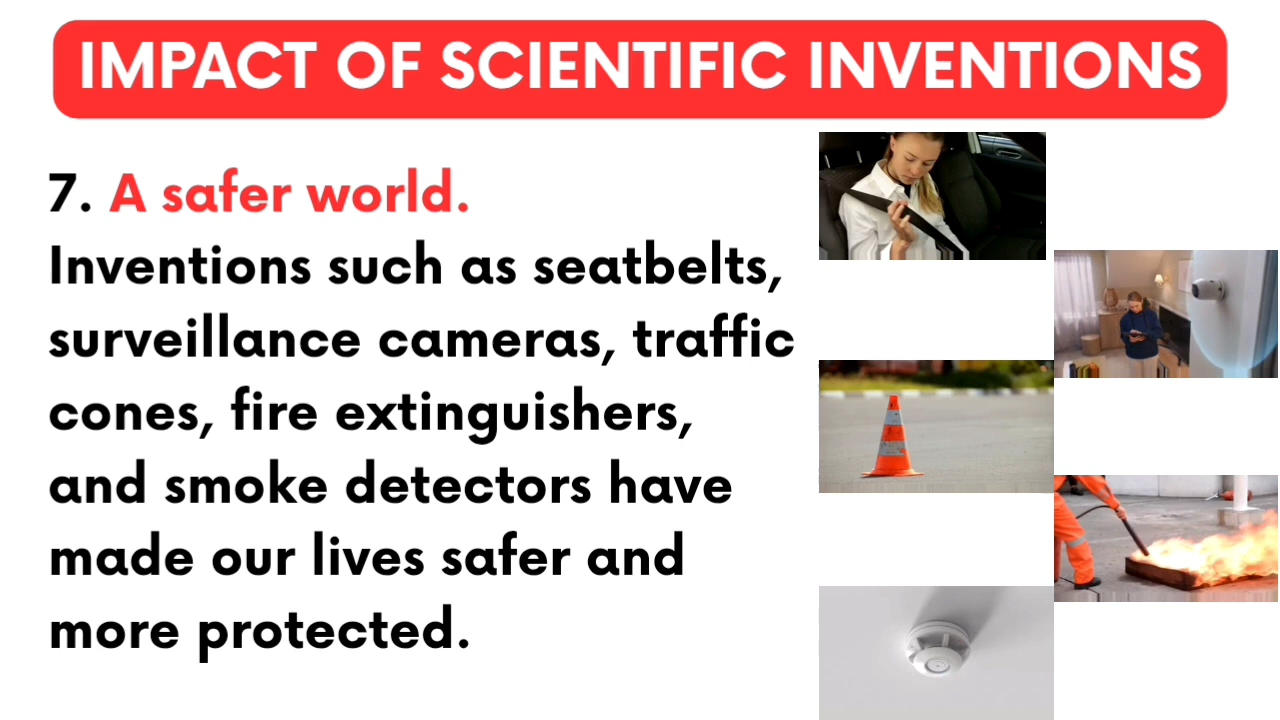 IMPACT OF SCIENTIFIC INVENTIONS
7. A safer world.
Inventions such as seatbelts,
surveillance cameras, traffic
cones, fire extinguishers,
and smoke detectors have
made our lives safer and
more protected.